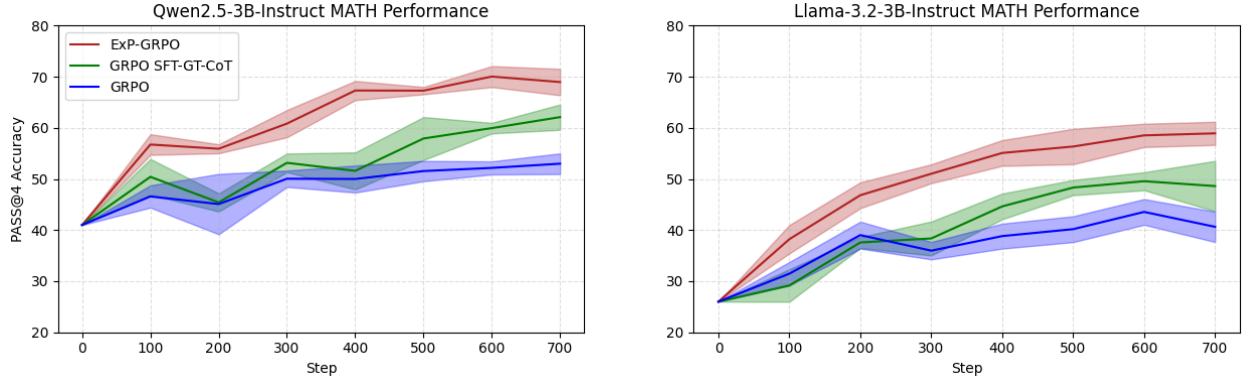 Qwen2.5-3B-Instruct MATH Performance
80
70
60
50
40
30
20
PASS@4 Accuracy
ExP-GRPO
GRPO SFT-GT-CoT
GRPO
0 100 200 300 400 500 600 700
Step
Llama-3.2-3B-Instruct MATH Performance
80
70
60
50
40
30
20
0 100 200 300 400 500 600 700
Step